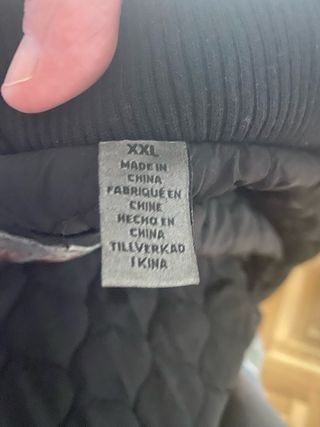 XXL
MADE IN
CHINA
FABRIQUÉ EN
CHINE
HECHO EN
CHINA
TILLVERKAD
I KINA